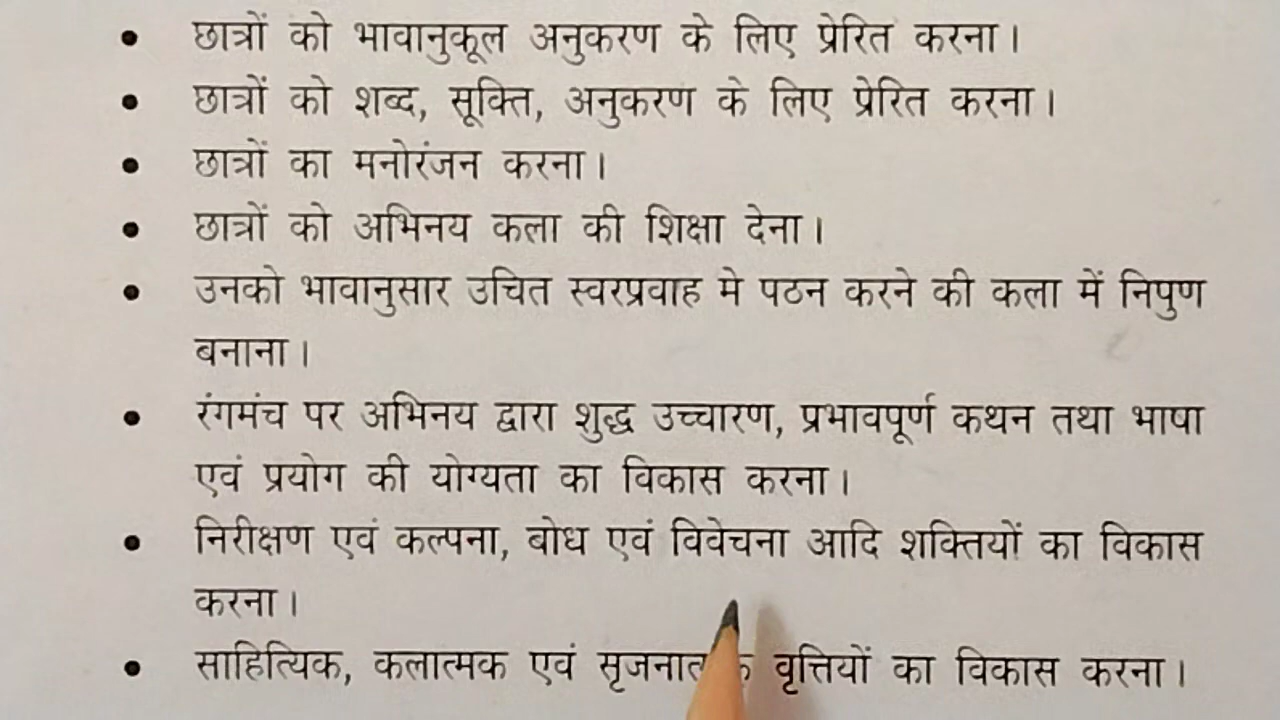 • छात्रों को भावानुकूल अनुकरण के लिए प्रेरित करना।
• छात्रों को शब्द, सूक्ति, अनुकरण के लिए प्रेरित करना।
• छात्रों का मनोरंजन करना।
• छात्रों को अभिनय कला की शिक्षा देना।
• उनको भावानुसार उचित स्वरप्रवाह मे पठन करने की कला में निपुण
बनाना।
• रंगमंच पर अभिनय द्वारा शुद्ध उच्चारण, प्रभावपूर्ण कथन तथा भाषा
एवं प्रयोग की योग्यता का विकास करना।
• निरीक्षण एवं कल्पना, बोध एवं विवेचना आदि शक्तियों का विकास
करना।
• साहित्यिक, कलात्मक एवं वृत्तियों का विकास करना।